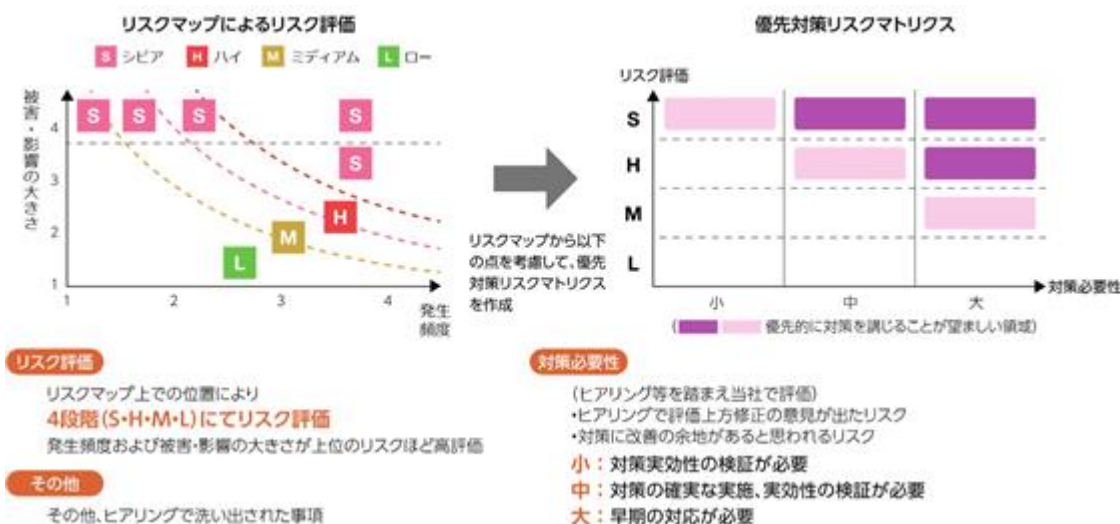 リスクマップによるリスク評価
S シビア H ハイ M ミディアム L ロー
被害・影響の大きさ
4
3
2
1
S S S S
S
H
M
L
1 2 3 4
発生
頻度
リスクマップから以下
の点を考慮して、優先
対策リスクマトリクス
を作成
優先対策リスクマトリクス
リスク評価
S
H
M
L
小 中 大
対策必要性
( 優先的に対策を講じることが望ましい領域)
リスク評価
リスクマップ上での位置により
4段階(S・H・M・L)にてリスク評価
発生頻度および被害・影響の大きさが上位のリスクほど高評価
その他
その他、ヒアリングで洗い出された事項
対策必要性
(ヒアリング等を踏まえ当社で評価)
・ヒアリングで評価上方修正の意見が出たリスク
・対策に改善の余地があると思われるリスク
小：対策実効性の検証が必要
中：対策の確実な実施、実効性の検証が必要
大：早期の対応が必要